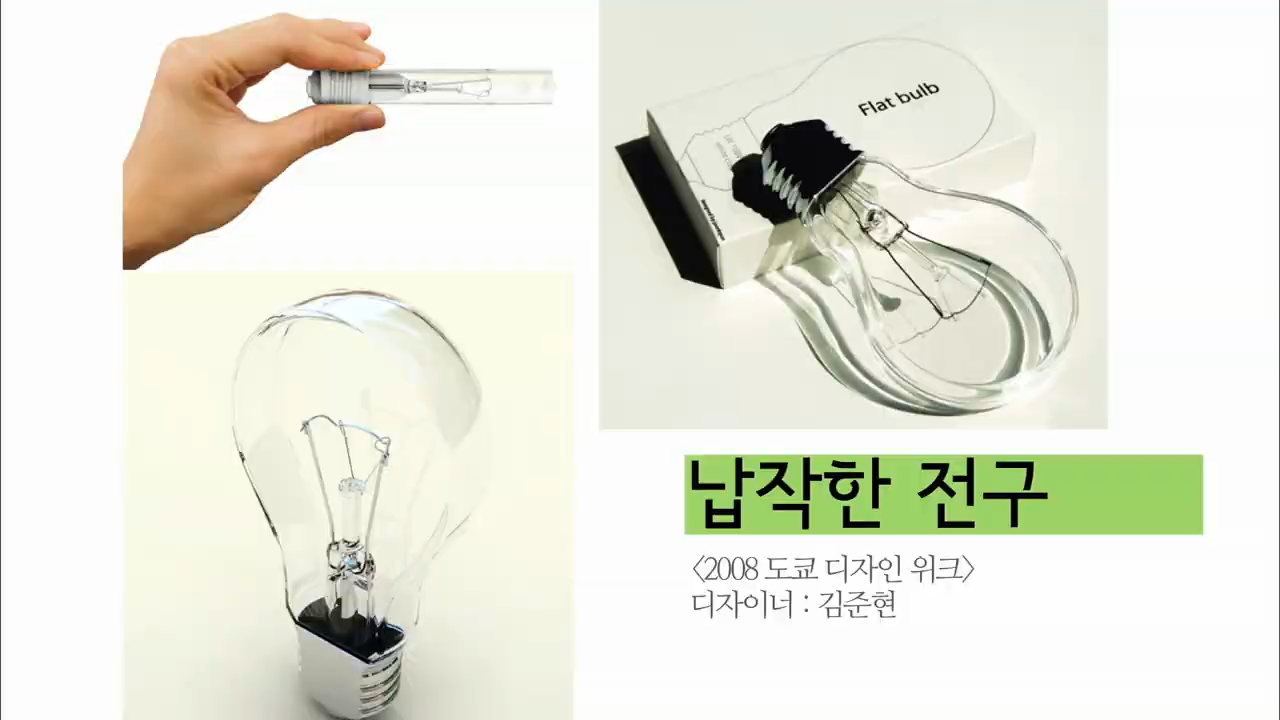 Flat bulb
납작한 전구
〈2008 도쿄 디자인 위크〉
디자이너 : 김준현